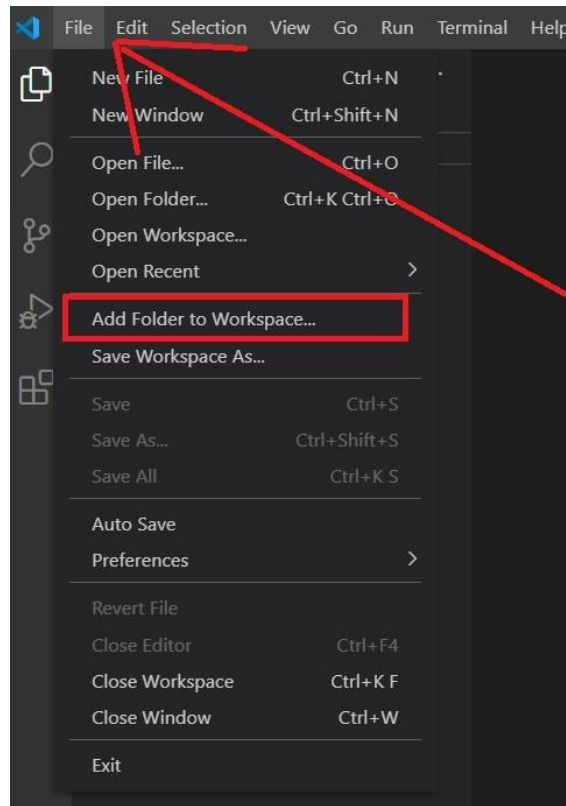 File Edit Selection View Go Run Terminal Help
New File Ctrl+N
New Window Ctrl+Shift+N
Open File... Ctrl+O
Open Folder... Ctrl+K Ctrl+O
Open Workspace...
Open Recent
Add Folder to Workspace...
Save Workspace As...
Save Ctrl+S
Save As... Ctrl+Shift+S
Save All Ctrl+K S
Auto Save
Preferences
Revert File
Close Editor Ctrl+F4
Close Workspace Ctrl+K F
Close Window Ctrl+W
Exit